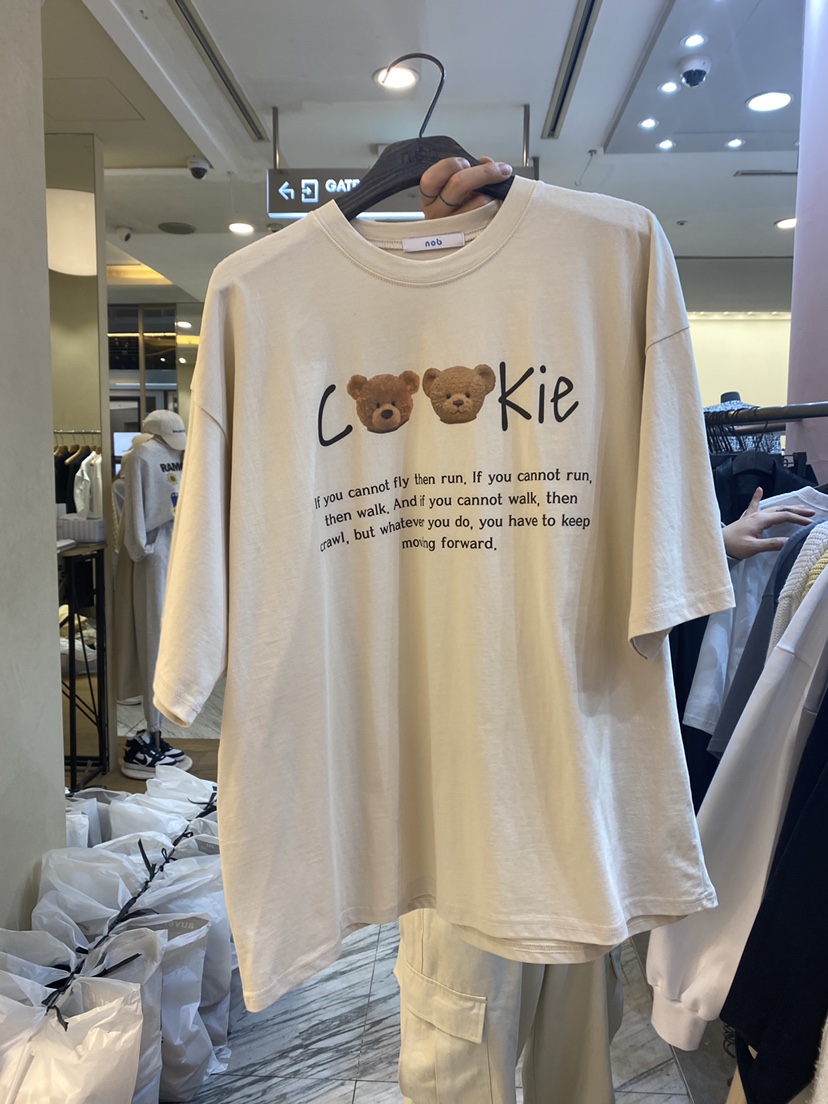 GATE
nob
Cookie
If you cannot fly then run. If you cannot run,
then walk. And if you cannot walk, then
crawl, but whatever you do, you have to keep
moving forward.